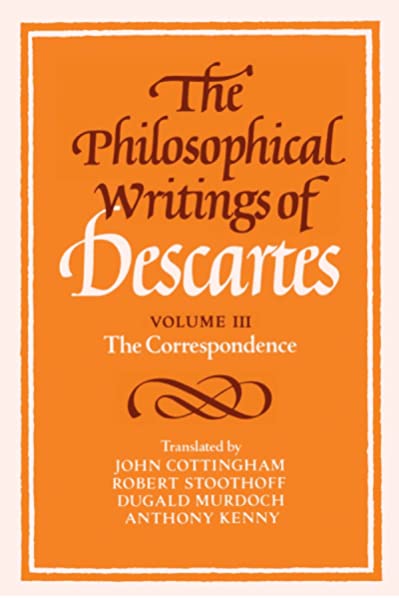 The
Philosophical
Writings of
Descartes
VOLUME III
The Correspondence
Translated by
JOHN COTTINGHAM
ROBERT STOOTHOFF
DUGALD MURDOCH
ANTHONY KENNY